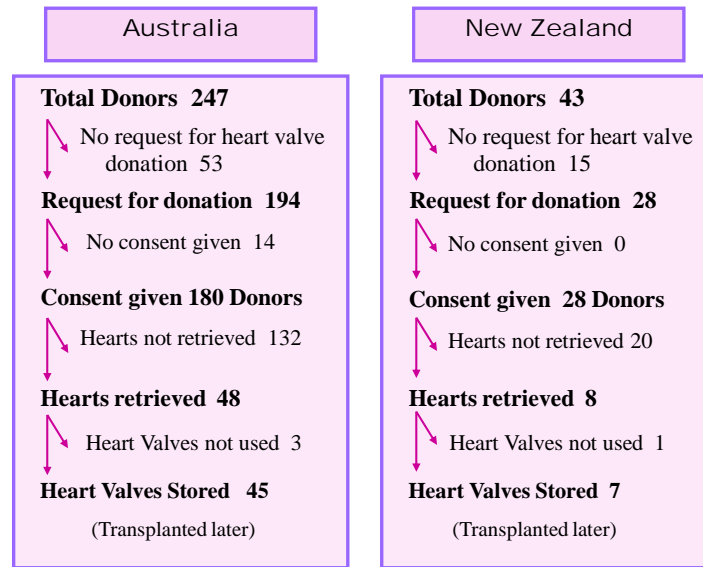 Australia
Total Donors 247
No request for heart valve
donation 53
Request for donation 194
No consent given 14
Consent given 180 Donors
Hearts not retrieved 132
Hearts retrieved 48
Heart Valves not used 3
Heart Valves Stored 45
(Transplanted later)
New Zealand
Total Donors 43
No request for heart valve
donation 15
Request for donation 28
No consent given 0
Consent given 28 Donors
Hearts not retrieved 20
Hearts retrieved 8
Heart Valves not used 1
Heart Valves Stored 7
(Transplanted later)